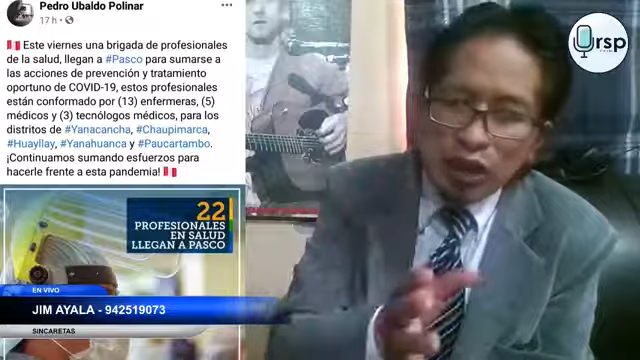 Pedro Ubaldo Polinar
17 h
Este viernes una brigada de profesionales
de la salud, llegan a #Pasco para sumarse a
las acciones de prevención y tratamiento
oportuno de COVID-19, estos profesionales
están conformado por (13) enfermeras, (5)
médicos y (3) tecnólogos médicos, para los
distritos de #Yanacancha, #Chaupimarca,
#Huayllay, #Yanahuanca y #Paucartambo.
¡Continuamos sumando esfuerzos para
hacerle frente a esta pandemia!
22
PROFESIONALES
EN SALUD
LLEGAN A PASCO
EN VIVO
JIM AYALA - 942519073
SINCARETAS
rsp